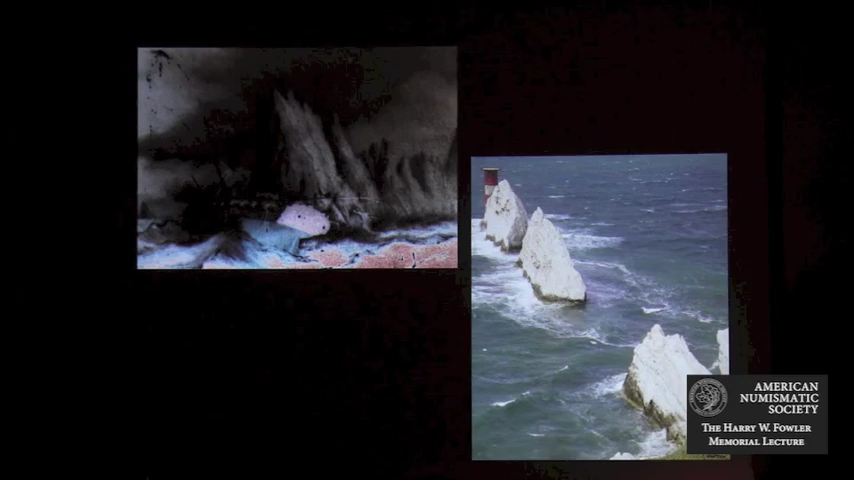 AMERICAN
NUMISMATIC
SOCIETY
THE HARRY W. FOWLER
MEMORIAL LECTURE